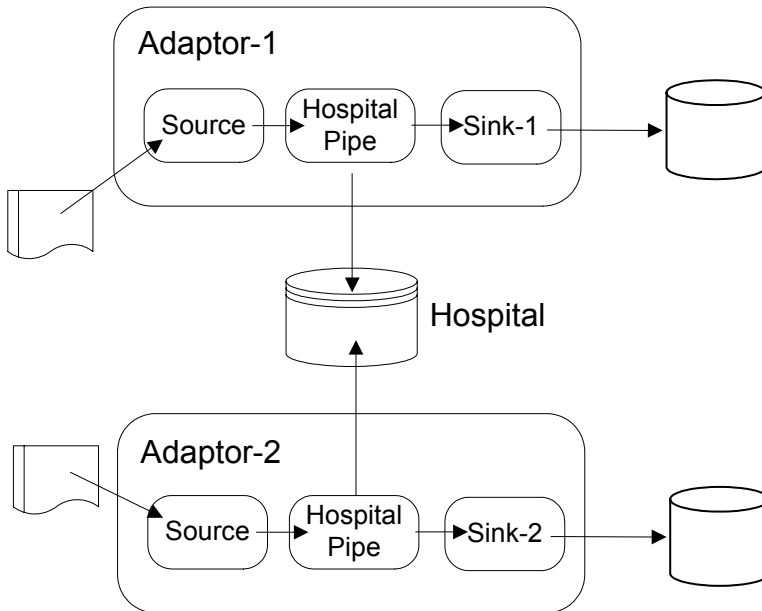 Adaptor-1
Source
Hospital
Pipe
Sink-1
Hospital
Adaptor-2
Source
Hospital
Pipe
Sink-2